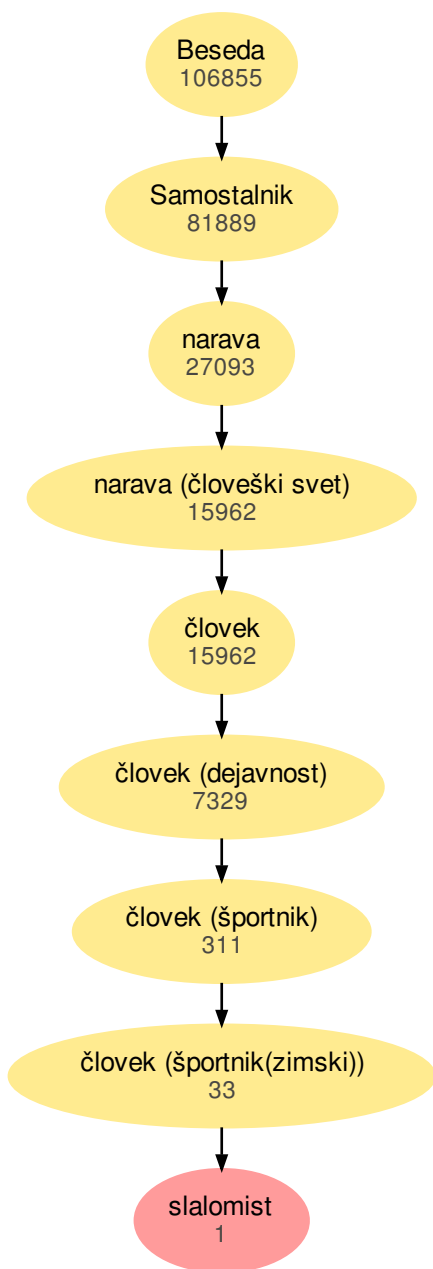 Beseda
106855
Samostalnik
81889
narava
27093
narava (človeški svet)
15962
človek
15962
človek (dejavnost)
7329
človek (športnik)
311
človek (športnik(zimski))
33
slalomist
1